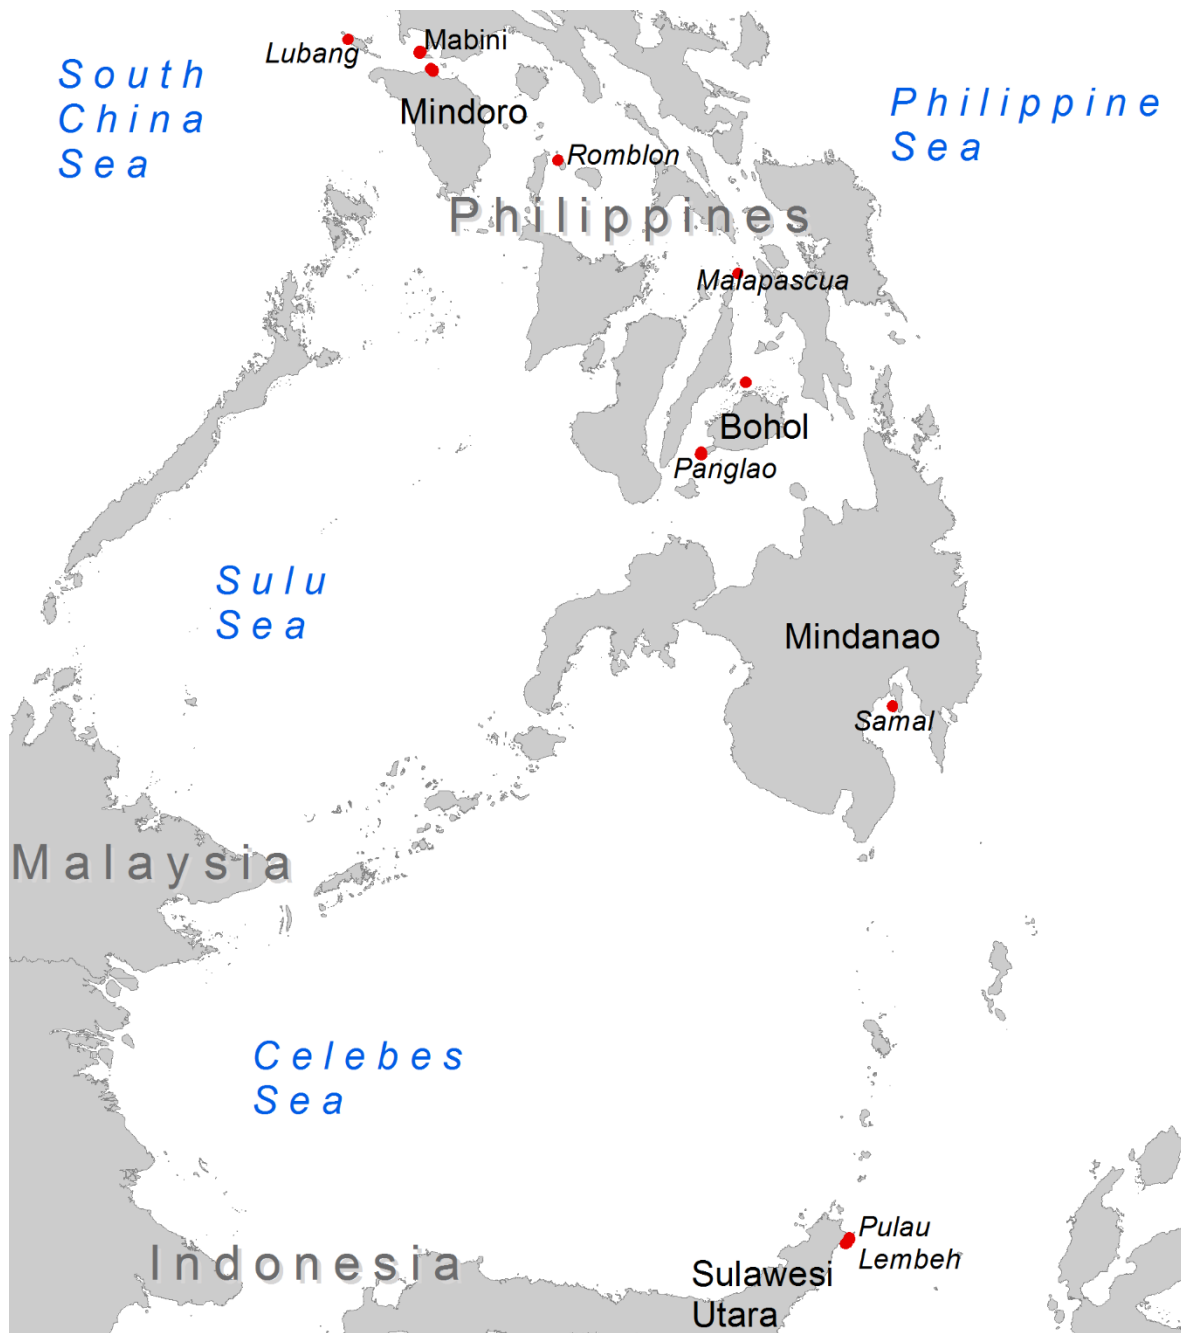 Lubang
Mabini
South
China
Sea
Mindoro
Philippine
Sea
Romblon
Philippines
Malapascua
Bohol
Panglao
Sulu
Sea
Mindanao
Samal
Malaysia
Celebes
Sea
Pulau
Lembeh
Indonesia
Sulawesi
Utara